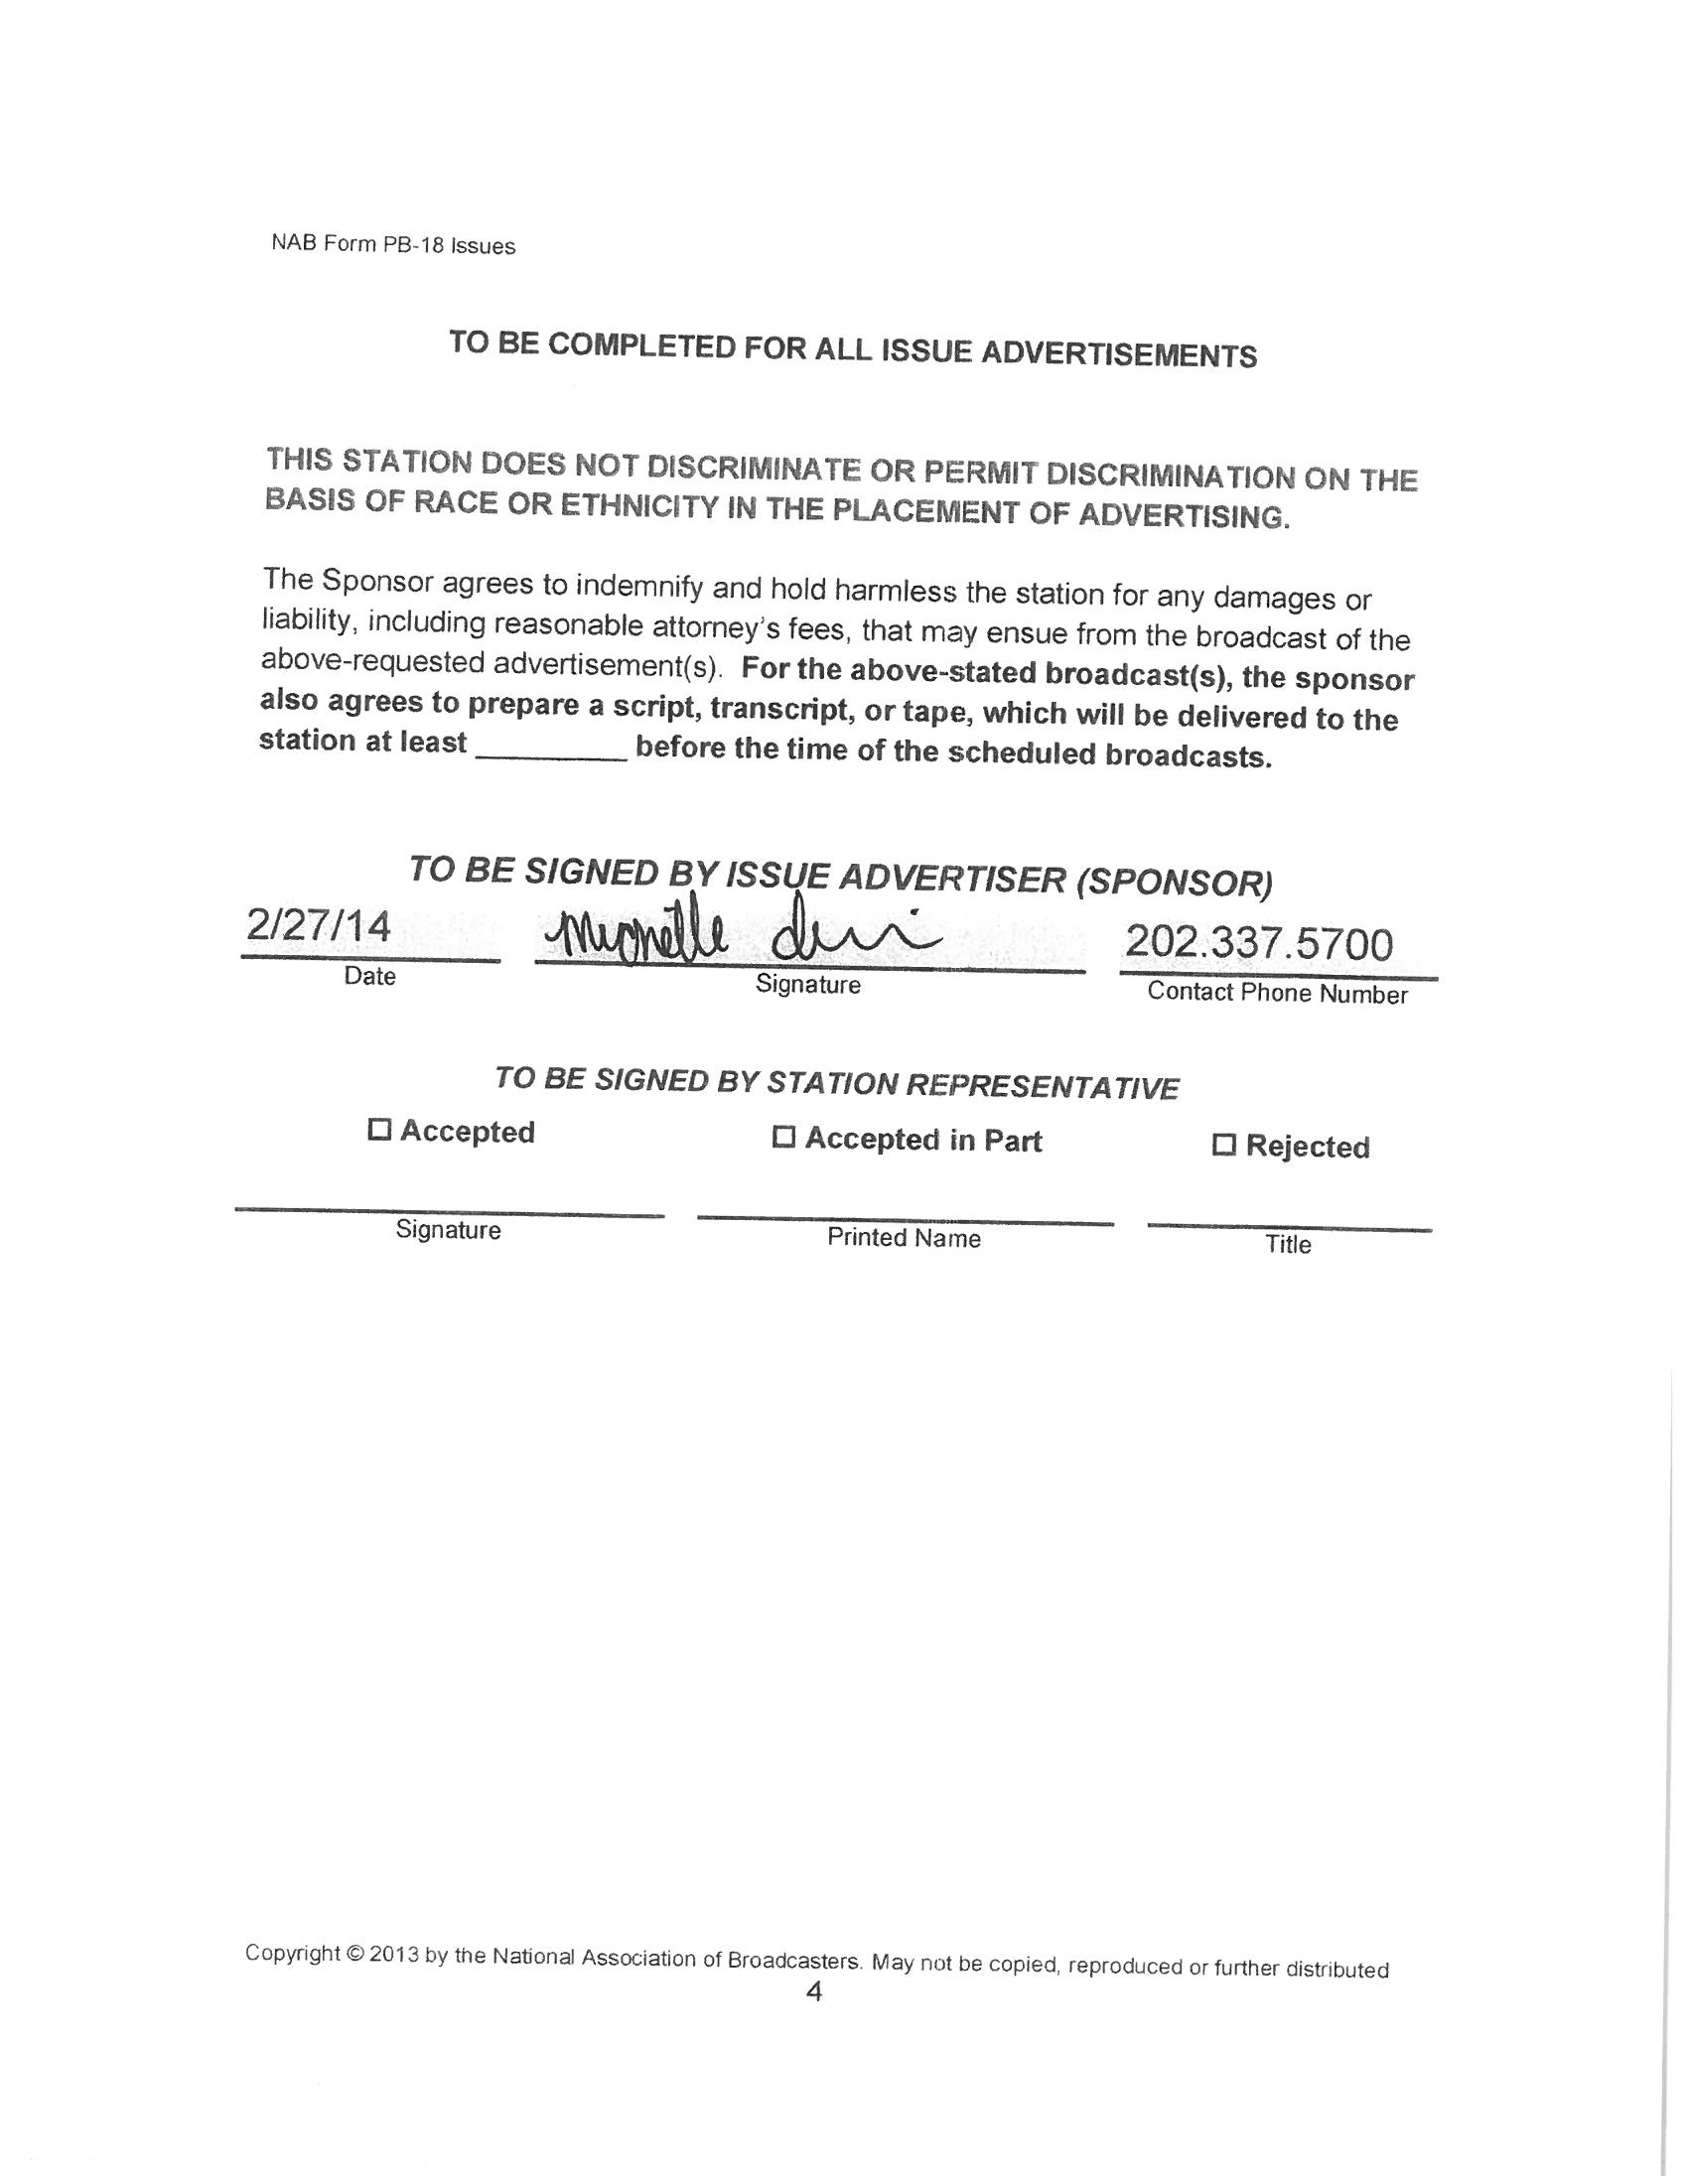 NAB Form PB-18 Issues
TO BE COMPLETED FOR ALL ISSUE ADVERTISEMENTS
THIS STATION DOES NOT DISCRIMINATE OR PERMIT DISCRIMINATION ON THE
BASIS OF RACE OR ETHNICITY IN THE PLACEMENT OF ADVERTISING.
The Sponsor agrees to indemnify and hold harmless the station for any damages or
liability, including reasonable attorney's fees, that may ensue from the broadcast of the
above-requested advertisement(s). For the above-stated broadcast(s), the sponsor
also agrees to prepare a script, transcript, or tape, which will be delivered to the
station at least _________ before the time of the scheduled broadcasts.
TO BE SIGNED BY ISSUE ADVERTISER (SPONSOR)
2/27/14 202.337.5700
Date Signature Contact Phone Number
TO BE SIGNED BY STATION REPRESENTATIVE
☐ Accepted ☐ Accepted in Part ☐ Rejected
Signature Printed Name Title
Copyright © 2013 by the National Association of Broadcasters. May not be copied, reproduced or further distributed
4